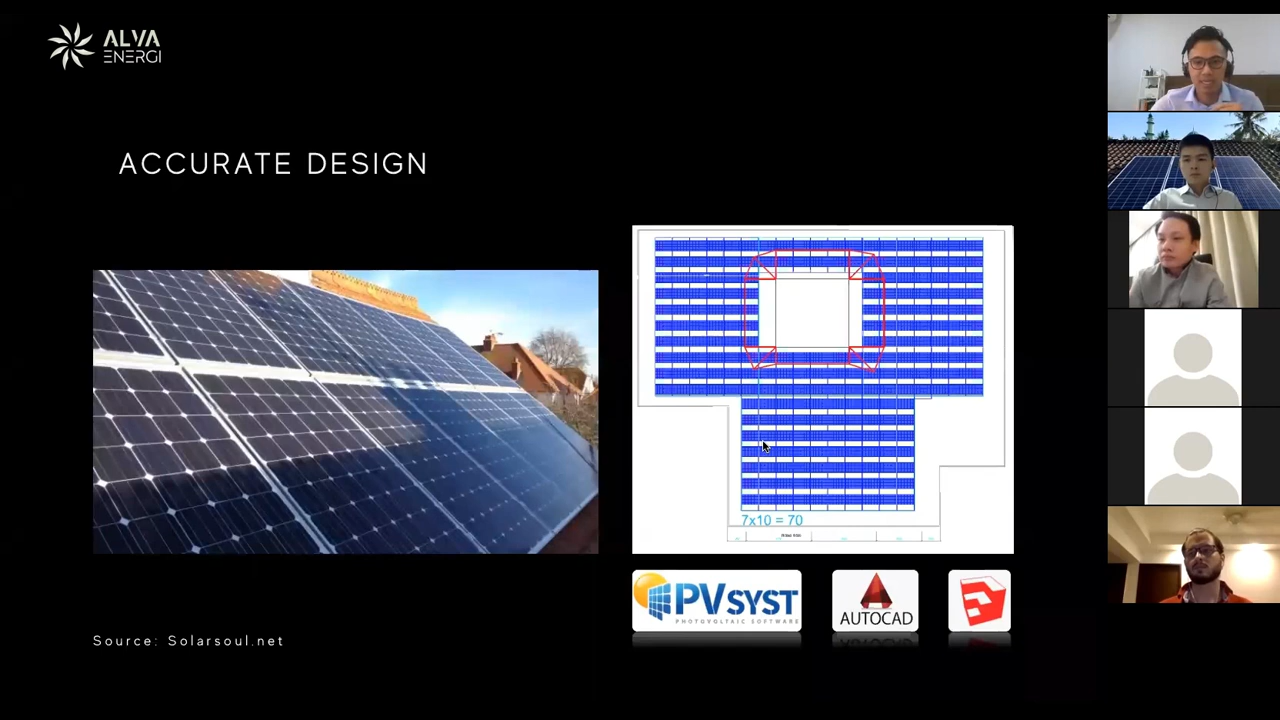 ALVA
ENERGI
ACCURATE DESIGN
7x10 = 70
PVSYST
PHOTOVOLTAIC SOFTWARE
AUTOCAD
Source: Solarsoul.net